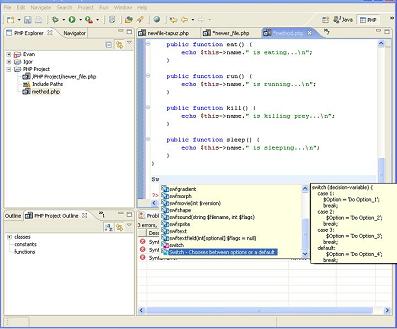 File Edit Navigate Search Project Run Window Help
Java PHP
PHP Explorer Navigator
Evan
Igor
PHP Project
/PHP Project/newer_file.php
Include Paths
method.php
newfile-tapuz.php *newer_file.php *method.php
public function eat() {
echo $this->name." is eating...\n";
}
public function run() {
echo $this->name." is running...\n";
}
public function kill() {
echo $this->name." is killing prey...\n";
}
public function sleep() {
echo $this->name." is sleeping...\n";
}
Sw
?>
swfgradient
swfmorph
swfmovie(int $version)
swfshape
swfsound(string $filename, int $flags)
swfsprite
swftext
swftextfield(int[optional] $flags = null)
switch
Switch - Chooses between options or a default
switch (decision-variable) {
case 1:
$Option = 'Do Option_1';
break;
case 2:
$Option = 'Do Option_2';
break;
case 3:
$Option = 'Do Option_3';
break;
default:
$Option = 'Do Option_4';
break;
Outline PHP Project Outline
classes
constants
functions
Prob
3 errors,
Des
Synt
Synt
Synt